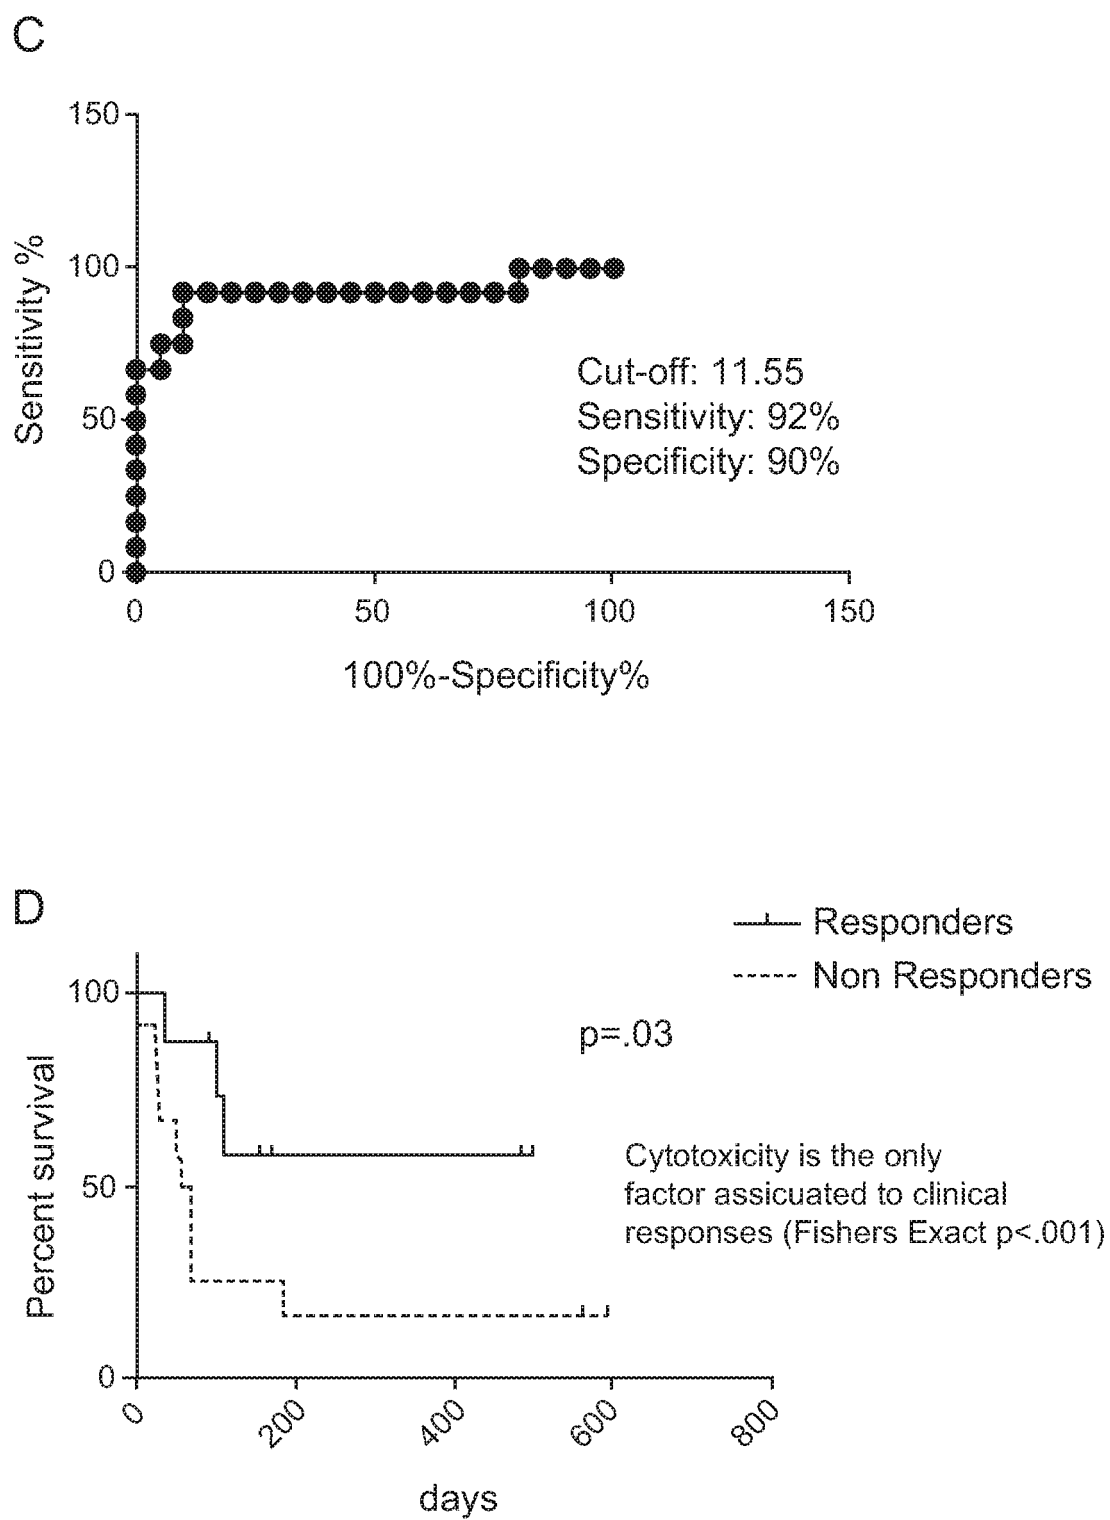 C
150
100
50
0
0
50
100
150
Sensitivity %
100%-Specificity%
Cut-off: 11.55
Sensitivity: 92%
Specificity: 90%
D
Responders
Non Responders
p=.03
Cytotoxicity is the only
factor assicuated to clinical
responses (Fishers Exact p<.001)
100
50
0
Percent survival
0
200
400
600
800
days